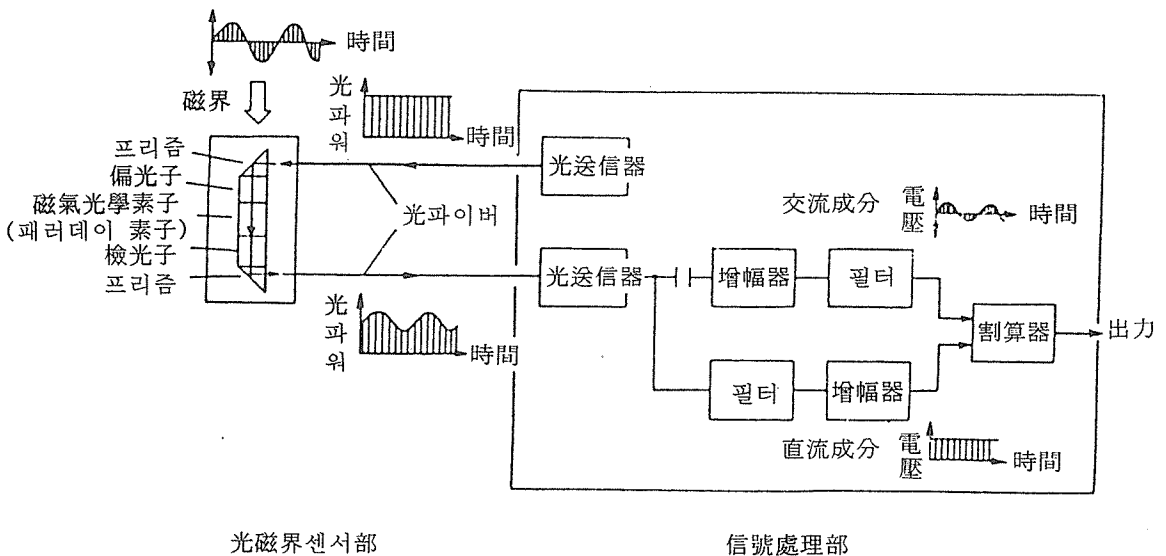 時間
磁界
光파워
時間
프리즘
偏光子
磁氣光學素子
(패러데이 素子)
檢光子
프리즘
光파이버
光파워
時間
光送信器
光送信器
交流成分
電壓
時間
增幅器
필터
割算器
出力
필터
增幅器
直流成分
電壓
時間
光磁界센서部
信號處理部